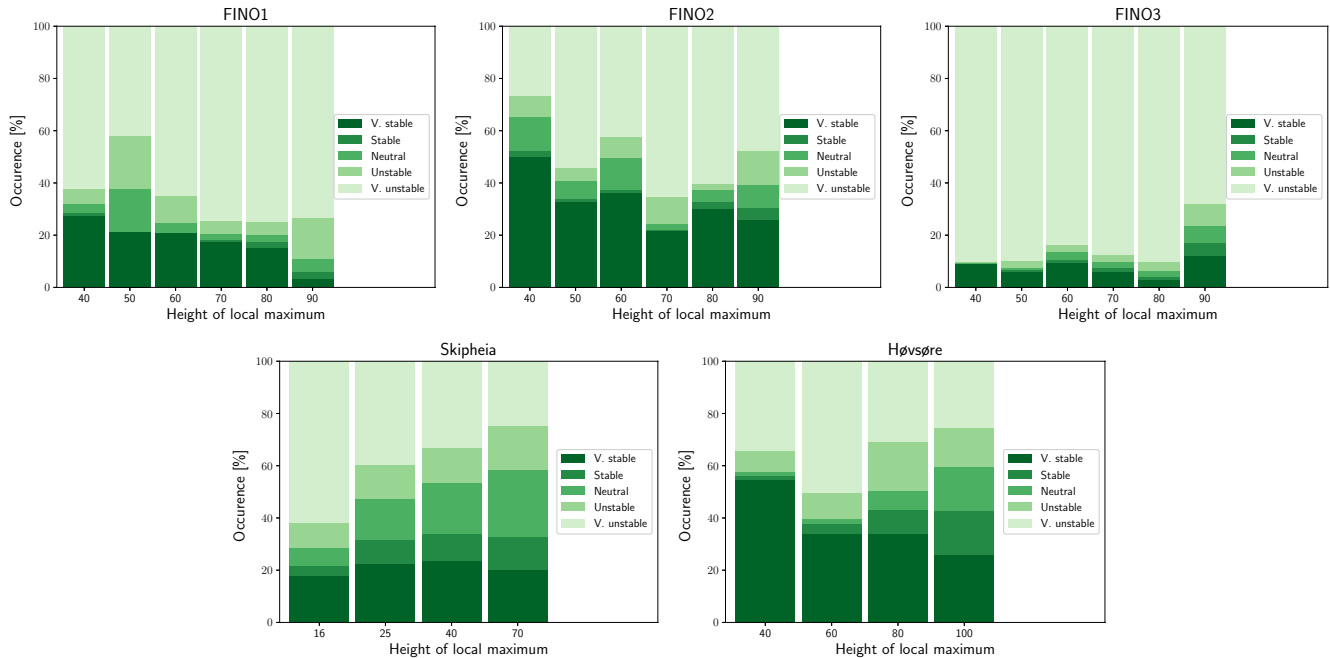 FINO1
FINO2
FINO3
Occurence [%]
100
80
60
40
20
0
V. stable
Stable
Neutral
Unstable
V. unstable
40 50 60 70 80 90
Height of local maximum
Occurence [%]
100
80
60
40
20
0
V. stable
Stable
Neutral
Unstable
V. unstable
40 50 60 70 80 90
Height of local maximum
Occurence [%]
100
80
60
40
20
0
V. stable
Stable
Neutral
Unstable
V. unstable
40 50 60 70 80 90
Height of local maximum
Skipheia
Occurence [%]
100
80
60
40
20
0
V. stable
Stable
Neutral
Unstable
V. unstable
16 25 40 70
Height of local maximum
Høvsøre
Occurence [%]
100
80
60
40
20
0
V. stable
Stable
Neutral
Unstable
V. unstable
40 60 80 100
Height of local maximum